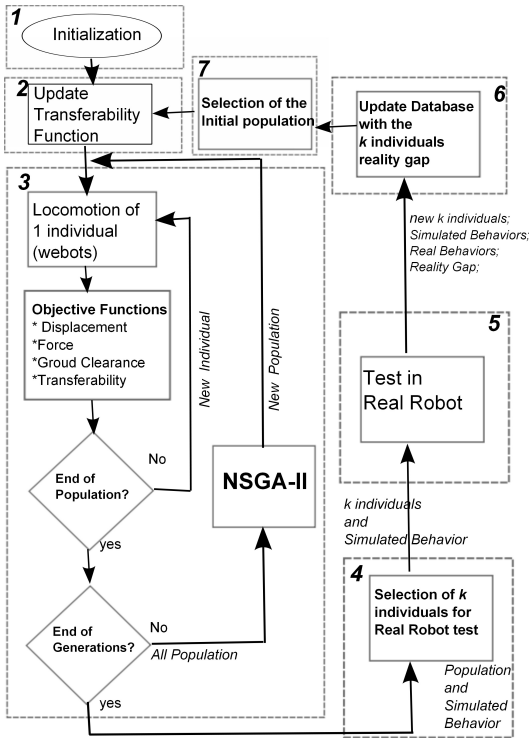 1
Initialization
2
Update
Transferability
Function
7
Selection of the
Initial population
6
Update Database
with the
k individuals
reality gap
3
Locomotion of
1 individual
(webots)
Objective Functions
* Displacement
*Force
*Groud Clearance
*Transferability
End of
Population?
No
New Individual
yes
End of
Generations?
No
All Population
yes
NSGA-II
New Population
4
Selection of k
individuals for
Real Robot test
Population
and
Simulated
Behavior
k individuals
and
Simulated Behavior
5
Test in
Real Robot
new k individuals;
Simulated Behaviors;
Real Behaviors;
Reality Gap;